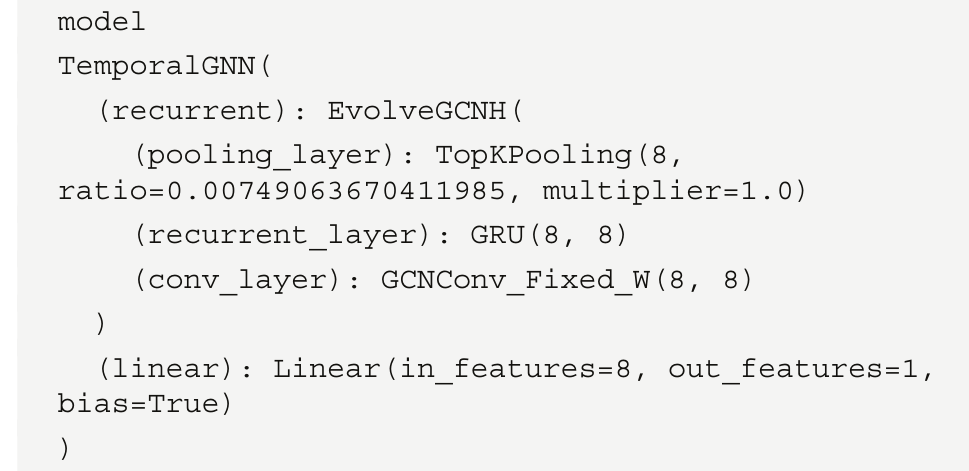 model
TemporalGNN(
  (recurrent): EvolveGCNH(
    (pooling_layer): TopKPooling(8,
ratio=0.00749063670411985, multiplier=1.0)
    (recurrent_layer): GRU(8, 8)
    (conv_layer): GCNConv_Fixed_W(8, 8)
  )
  (linear): Linear(in_features=8, out_features=1,
bias=True)
)